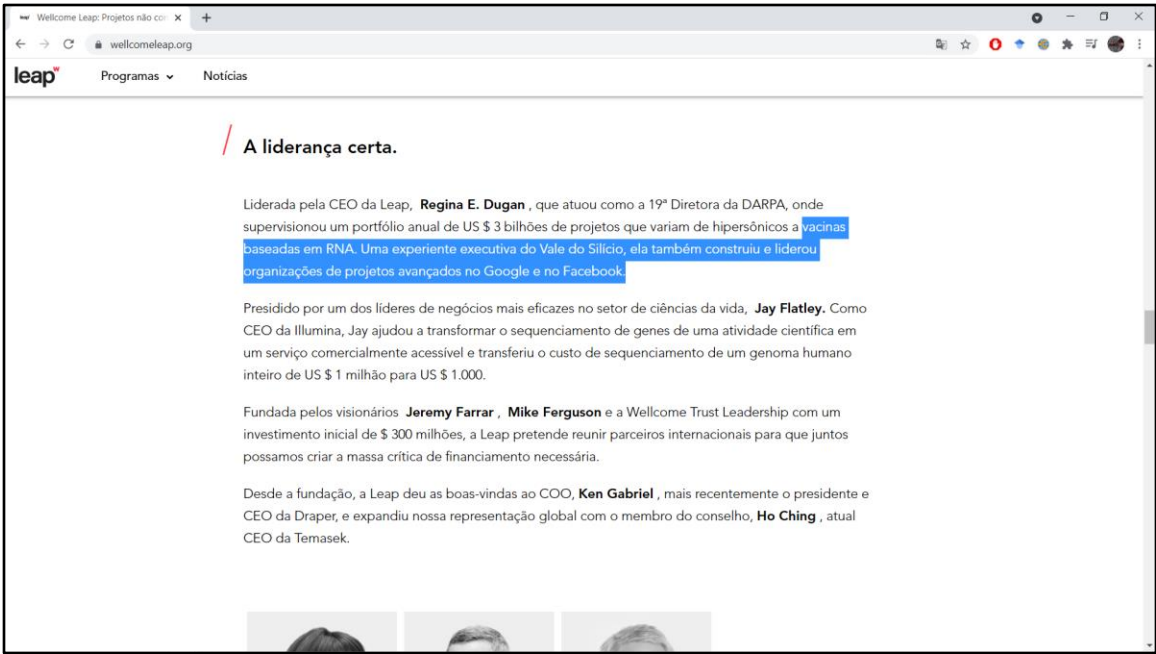 Wellcome Leap: Projetos não co
wellcomeleap.org
leap w Programas Notícias
A liderança certa.
Liderada pela CEO da Leap, Regina E. Dugan , que atuou como a 19ª Diretora da DARPA, onde
supervisionou um portfólio anual de US $ 3 bilhões de projetos que variam de hipersônicos a vacinas
baseadas em RNA. Uma experiente executiva do Vale do Silício, ela também construiu e liderou
organizações de projetos avançados no Google e no Facebook.
Presidido por um dos líderes de negócios mais eficazes no setor de ciências da vida, Jay Flatley. Como
CEO da Illumina, Jay ajudou a transformar o sequenciamento de genes de uma atividade científica em
um serviço comercialmente acessível e transferiu o custo de sequenciamento de um genoma humano
inteiro de US $ 1 milhão para US $ 1.000.
Fundada pelos visionários Jeremy Farrar , Mike Ferguson e a Wellcome Trust Leadership com um
investimento inicial de $ 300 milhões, a Leap pretende reunir parceiros internacionais para que juntos
possamos criar a massa crítica de financiamento necessária.
Desde a fundação, a Leap deu as boas-vindas ao COO, Ken Gabriel , mais recentemente o presidente e
CEO da Draper, e expandiu nossa representação global com o membro do conselho, Ho Ching , atual
CEO da Temasek.